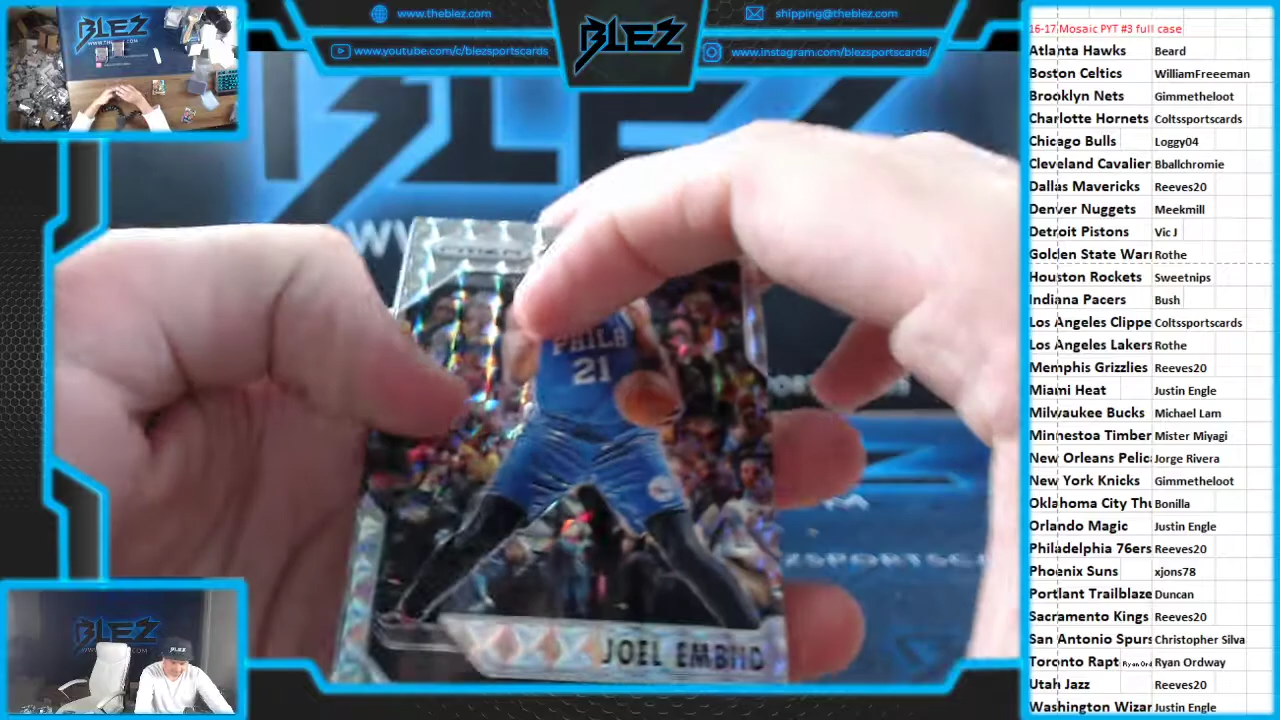 BLEZ
www.theblez.com
www.youtube.com/c/blezsportscards
BLEZ
shipping@theblez.com
www.instagram.com/blezsportscards/
PHILA
21
JOEL EMBIID
BLEZ
16-17 Mosaic PYT #3 full case
Atlanta Hawks Beard
Boston Celtics WilliamFreeeman
Brooklyn Nets Gimmetheloot
Charlotte Hornets Coltssportscards
Chicago Bulls Loggy04
Cleveland Cavalier Bballchromie
Dallas Mavericks Reeves20
Denver Nuggets Meekmill
Detroit Pistons Vic J
Golden State Warr Rothe
Houston Rockets Sweetnips
Indiana Pacers Bush
Los Angeles Clippe Coltssportscards
Los Angeles Lakers Rothe
Memphis Grizzlies Reeves20
Miami Heat Justin Engle
Milwaukee Bucks Michael Lam
Minnestoa Timber Mister Miyagi
New Orleans Pelic Jorge Rivera
New York Knicks Gimmetheloot
Oklahoma City Thu Bonilla
Orlando Magic Justin Engle
Philadelphia 76ers Reeves20
Phoenix Suns xjons78
Portlant Trailblaze Duncan
Sacramento Kings Reeves20
San Antonio Spurs Christopher Silva
Toronto Rapt Ryan Ord Ryan Ordway
Utah Jazz Reeves20
Washington Wizar Justin Engle